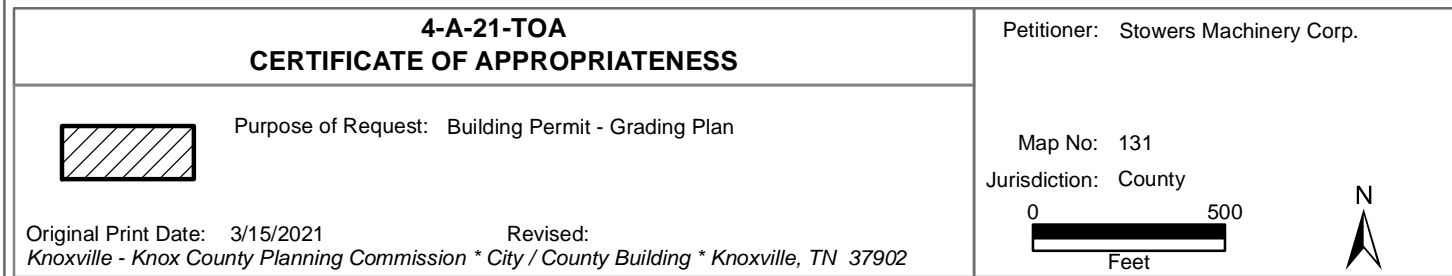 4-A-21-TOA
CERTIFICATE OF APPROPRIATENESS
Purpose of Request: Building Permit - Grading Plan
Original Print Date: 3/15/2021 Revised:
Knoxville - Knox County Planning Commission * City / County Building * Knoxville, TN 37902
Petitioner: Stowers Machinery Corp.
Map No: 131
Jurisdiction: County
0 500
Feet
N